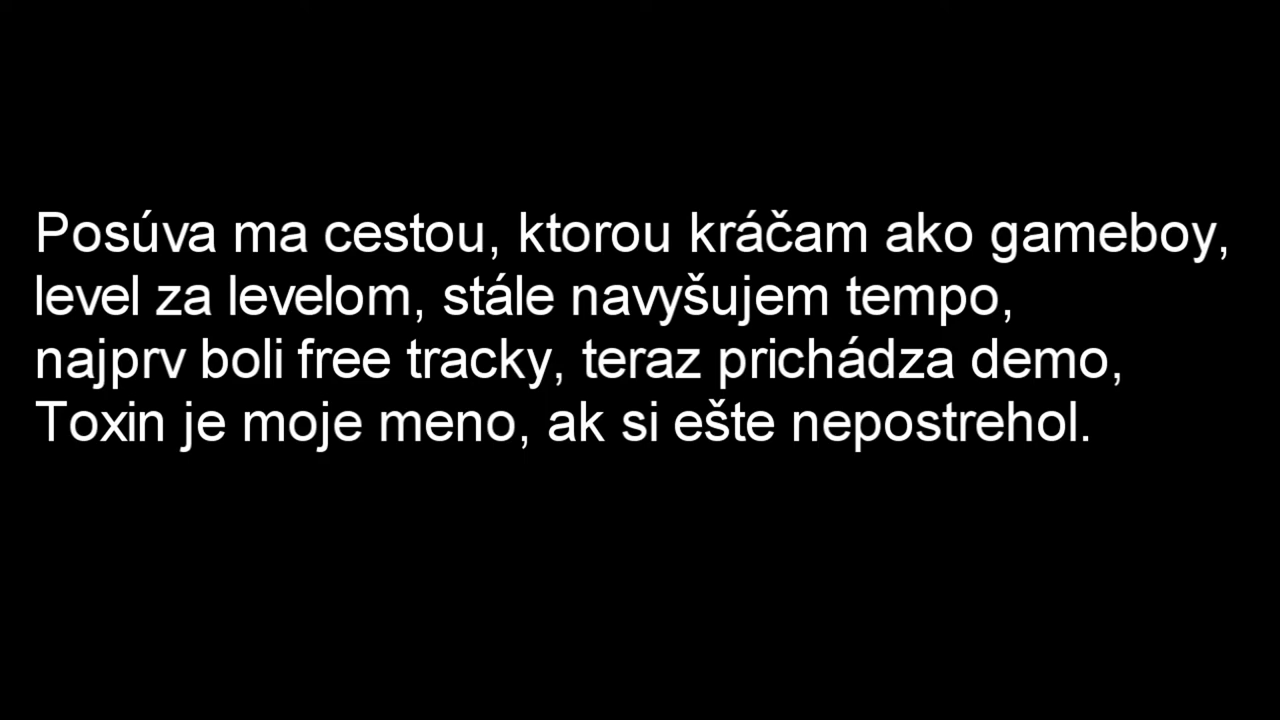 Posúva ma cestou, ktorou kráčam ako gameboy,
level za levelom, stále navyšujem tempo,
najprv boli free tracky, teraz prichádza demo,
Toxin je moje meno, ak si ešte nepostrehol.